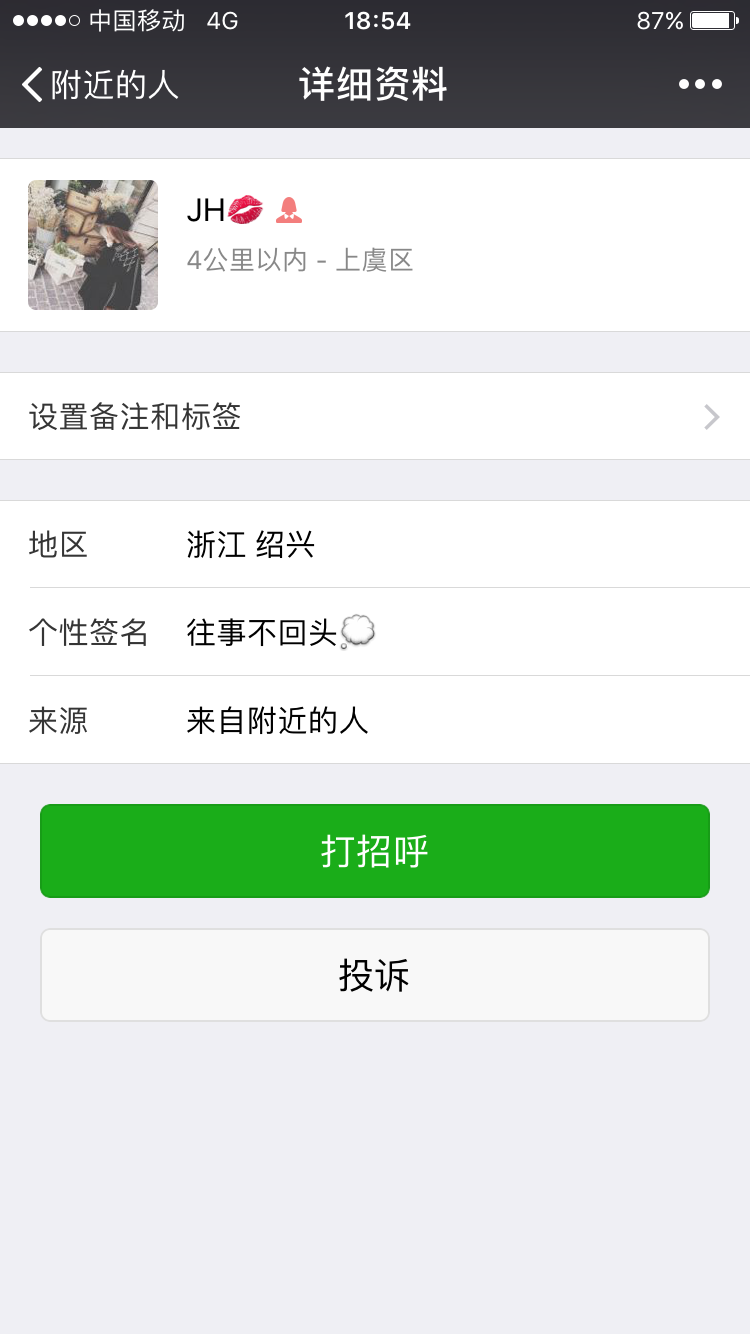 中国移动 4G 18:54 87%
附近的人 详细资料
JH💋
4公里以内 - 上虞区
设置备注和标签
地区 浙江 绍兴
个性签名 往事不回头💭
来源 来自附近的人
打招呼
投诉